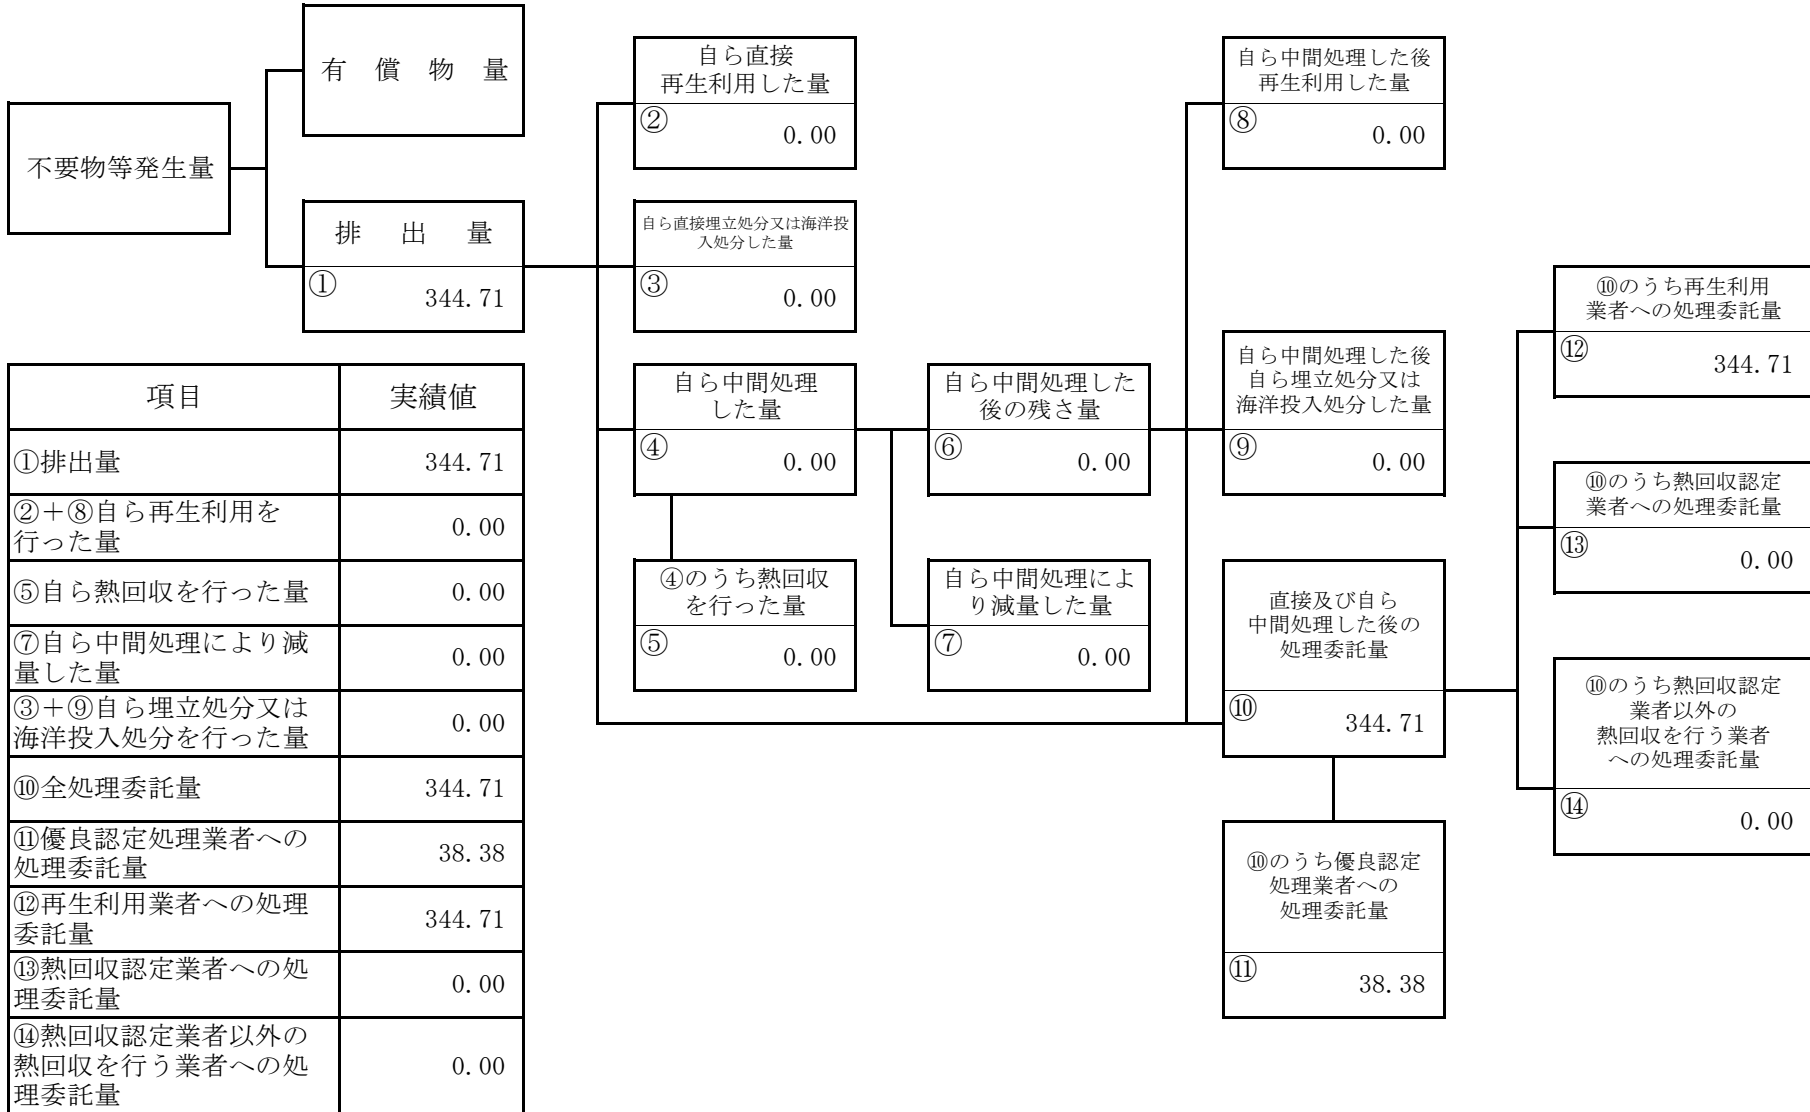 不要物等発生量
有　償　物　量
排　出　量
①
344.71
自ら直接
再生利用した量
②
0.00
自ら直接埋立処分又は海洋投
入処分した量
③
0.00
自ら中間処理
した量
④
0.00
④のうち熱回収
を行った量
⑤
0.00
自ら中間処理した
後の残さ量
⑥
0.00
自ら中間処理によ
り減量した量
⑦
0.00
自ら中間処理した後
再生利用した量
⑧
0.00
自ら中間処理した後
自ら埋立処分又は
海洋投入処分した量
⑨
0.00
直接及び自ら
中間処理した後の
処理委託量
⑩
344.71
⑩のうち優良認定
処理業者への
処理委託量
⑪
38.38
⑩のうち再生利用
業者への処理委託量
⑫
344.71
⑩のうち熱回収認定
業者への処理委託量
⑬
0.00
⑩のうち熱回収認定
業者以外の
熱回収を行う業者
への処理委託量
⑭
0.00
項目　実績値
①排出量　344.71
②＋⑧自ら再生利用を
行った量　0.00
⑤自ら熱回収を行った量　0.00
⑦自ら中間処理により減
量した量　0.00
③＋⑨自ら埋立処分又は
海洋投入処分を行った量　0.00
⑩全処理委託量　344.71
⑪優良認定処理業者への
処理委託量　38.38
⑫再生利用業者への処理
委託量　344.71
⑬熱回収認定業者への処
理委託量　0.00
⑭熱回収認定業者以外の
熱回収を行う業者への処
理委託量　0.00